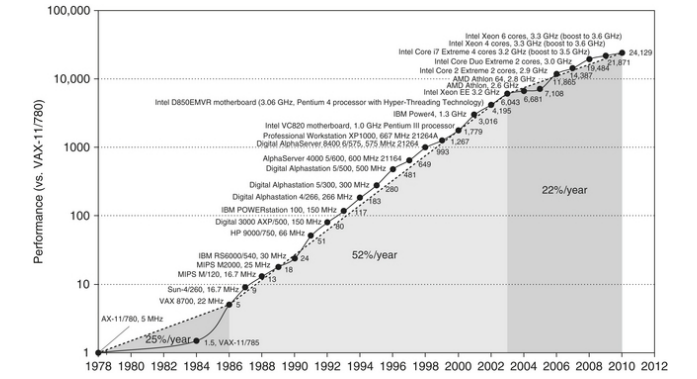 100,000
10,000
1000
100
10
1
Performance (vs. VAX-11/780)
Intel Xeon 6 cores, 3.3 GHz (boost to 3.6 GHz)
Intel Xeon 4 cores, 3.3 GHz (boost to 3.6 GHz)
Intel Core i7 Extreme 4 cores 3.2 GHz (boost to 3.5 GHz)
24,129
Intel Core Duo Extreme 2 cores, 3.0 GHz
21,871
Intel Core 2 Extreme 2 cores, 2.9 GHz
19,484
14,387
AMD Athlon 64, 2.8 GHz
11,865
AMD Athlon, 2.6 GHz
7,108
Intel Xeon EE 3.2 GHz
6,681
6,043
Intel D850EMVR motherboard (3.06 GHz, Pentium 4 processor with Hyper-Threading Technology)
4,195
IBM Power4, 1.3 GHz
3,016
Intel VC820 motherboard, 1.0 GHz Pentium III processor
1,779
Professional Workstation XP1000, 667 MHz 21264A
1,267
Digital AlphaServer 8400 6/575, 575 MHz 21264
993
AlphaServer 4000 5/600, 600 MHz 21164
649
Digital Alphastation 5/500, 500 MHz
481
Digital Alphastation 5/300, 300 MHz
280
22%/year
Digital Alphastation 4/266, 266 MHz
183
IBM POWERstation 100, 150 MHz
117
Digital 3000 AXP/500, 150 MHz
80
HP 9000/750, 66 MHz
51
52%/year
IBM RS6000/540, 30 MHz
24
MIPS M2000, 25 MHz
18
MIPS M/120, 16.7 MHz
13
Sun-4/260, 16.7 MHz
9
VAX 8700, 22 MHz
5
AX-11/780, 5 MHz
25%/year
1.5, VAX-11/785
1978 1980 1982 1984 1986 1988 1990 1992 1994 1996 1998 2000 2002 2004 2006 2008 2010 2012